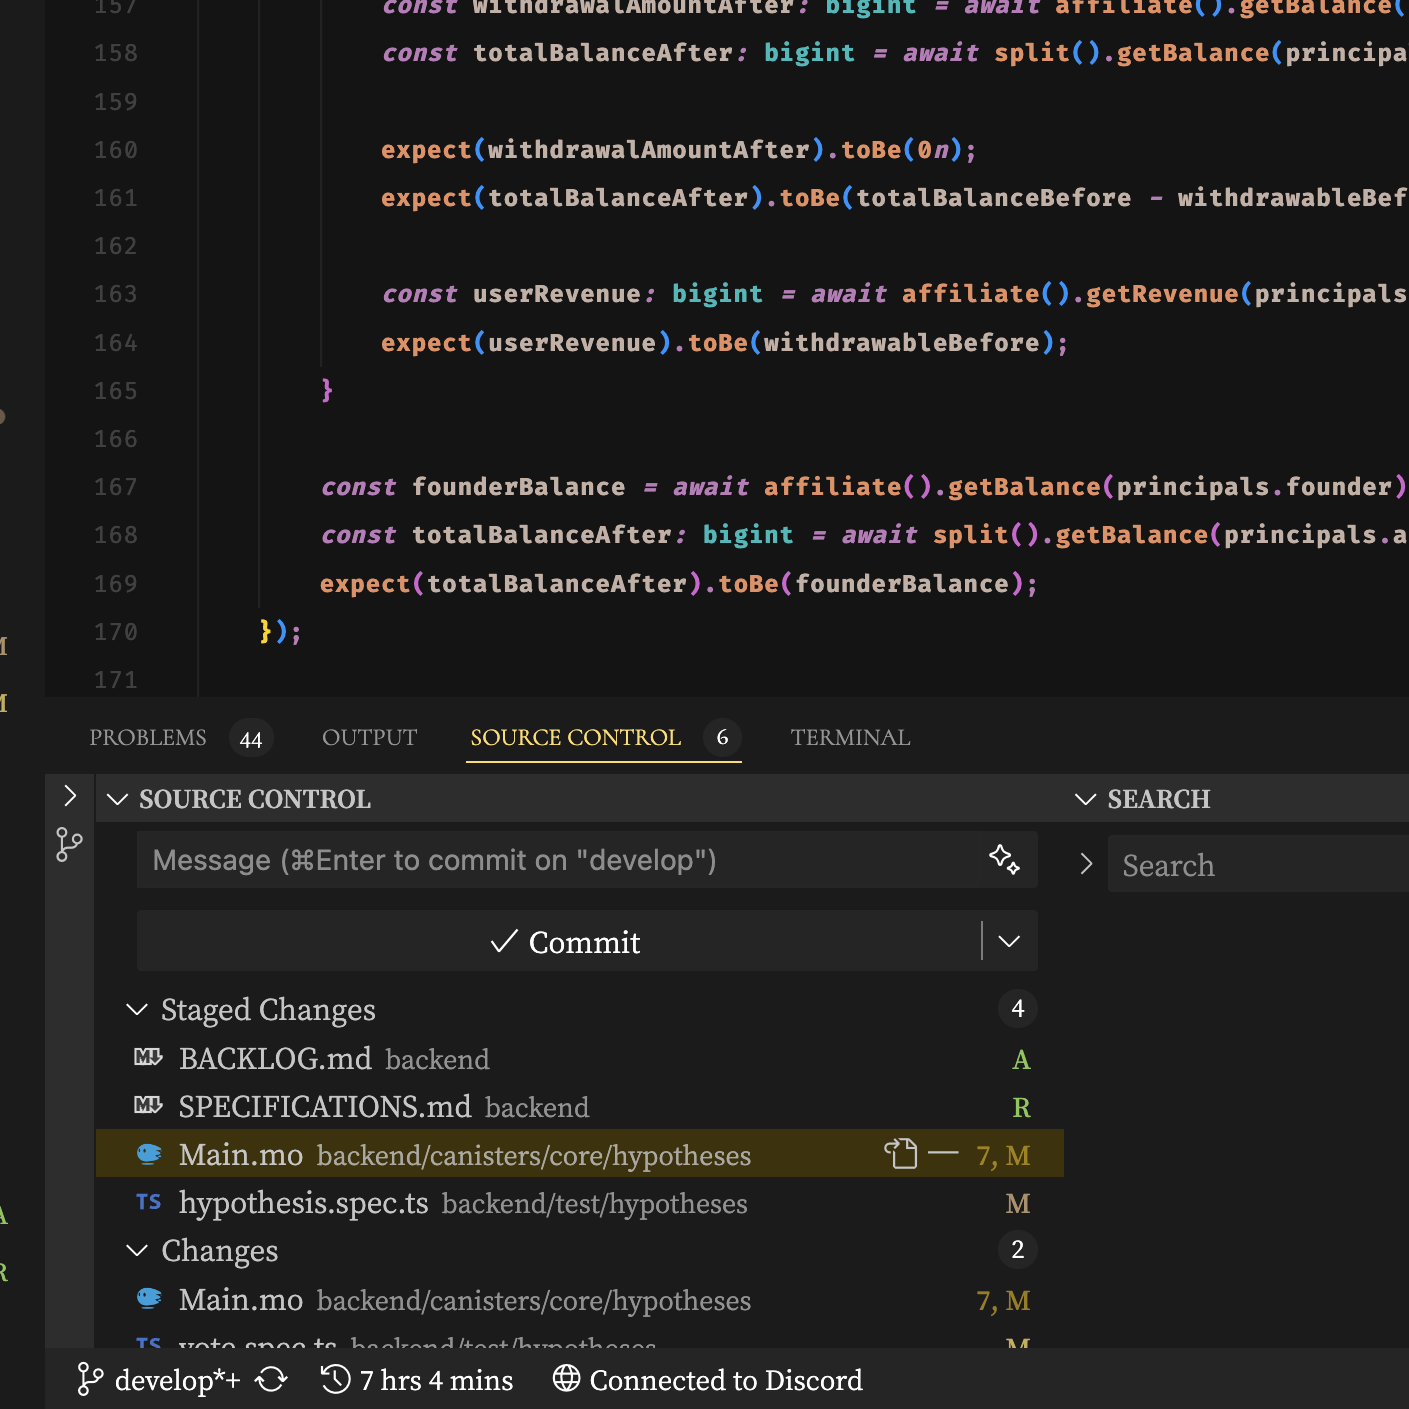 157 const withdrawalAmountAfter: bigint = await affiliate().getBalance(
158 const totalBalanceAfter: bigint = await split().getBalance(principa
159
160 expect(withdrawalAmountAfter).toBe(0n);
161 expect(totalBalanceAfter).toBe(totalBalanceBefore - withdrawableBef
162
163 const userRevenue: bigint = await affiliate().getRevenue(principals
164 expect(userRevenue).toBe(withdrawableBefore);
165 }
166
167 const founderBalance = await affiliate().getBalance(principals.founder)
168 const totalBalanceAfter: bigint = await split().getBalance(principals.a
169 expect(totalBalanceAfter).toBe(founderBalance);
170 });
171
M
M
PROBLEMS 44 OUTPUT SOURCE CONTROL 6 TERMINAL
SOURCE CONTROL
Message (⌘Enter to commit on "develop")
Commit
Staged Changes 4
BACKLOG.md backend A
SPECIFICATIONS.md backend R
Main.mo backend/canisters/core/hypotheses 7, M
TS hypothesis.spec.ts backend/test/hypotheses M
Changes 2
Main.mo backend/canisters/core/hypotheses 7, M
TS vote.spec.ts backend/test/hypotheses M
SEARCH
Search
A
R
develop*+ 7 hrs 4 mins Connected to Discord